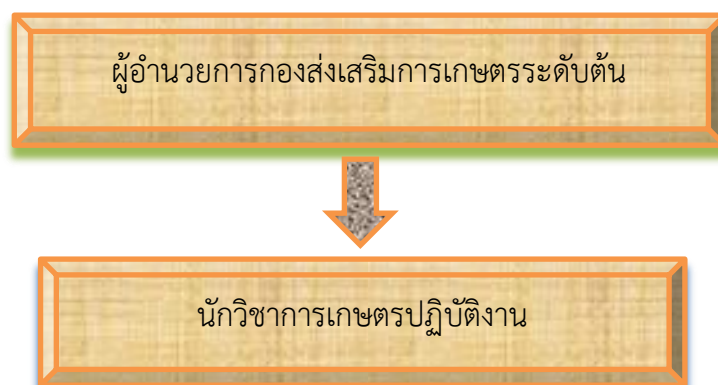 ผู้อำนวยการกองส่งเสริมการเกษตรระดับต้น
นักวิชาการเกษตรปฏิบัติงาน